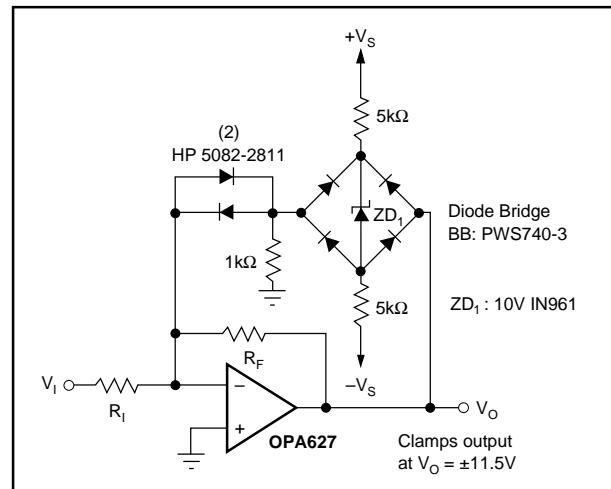 +VS
5kΩ
(2)
HP 5082-2811
ZD1
Diode Bridge
BB: PWS740-3
1kΩ
5kΩ
ZD1 : 10V IN961
RF
–VS
VI
RI
–
+
OPA627
VO
Clamps output
at VO = ±11.5V